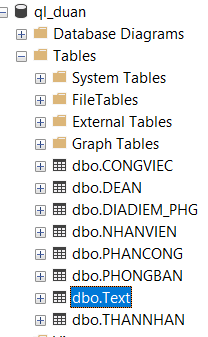 ql_duan
Database Diagrams
Tables
System Tables
FileTables
External Tables
Graph Tables
dbo.CONGVIEC
dbo.DEAN
dbo.DIADIEM_PHG
dbo.NHANVIEN
dbo.PHANCONG
dbo.PHONGBAN
dbo.Text
dbo.THANNHAN